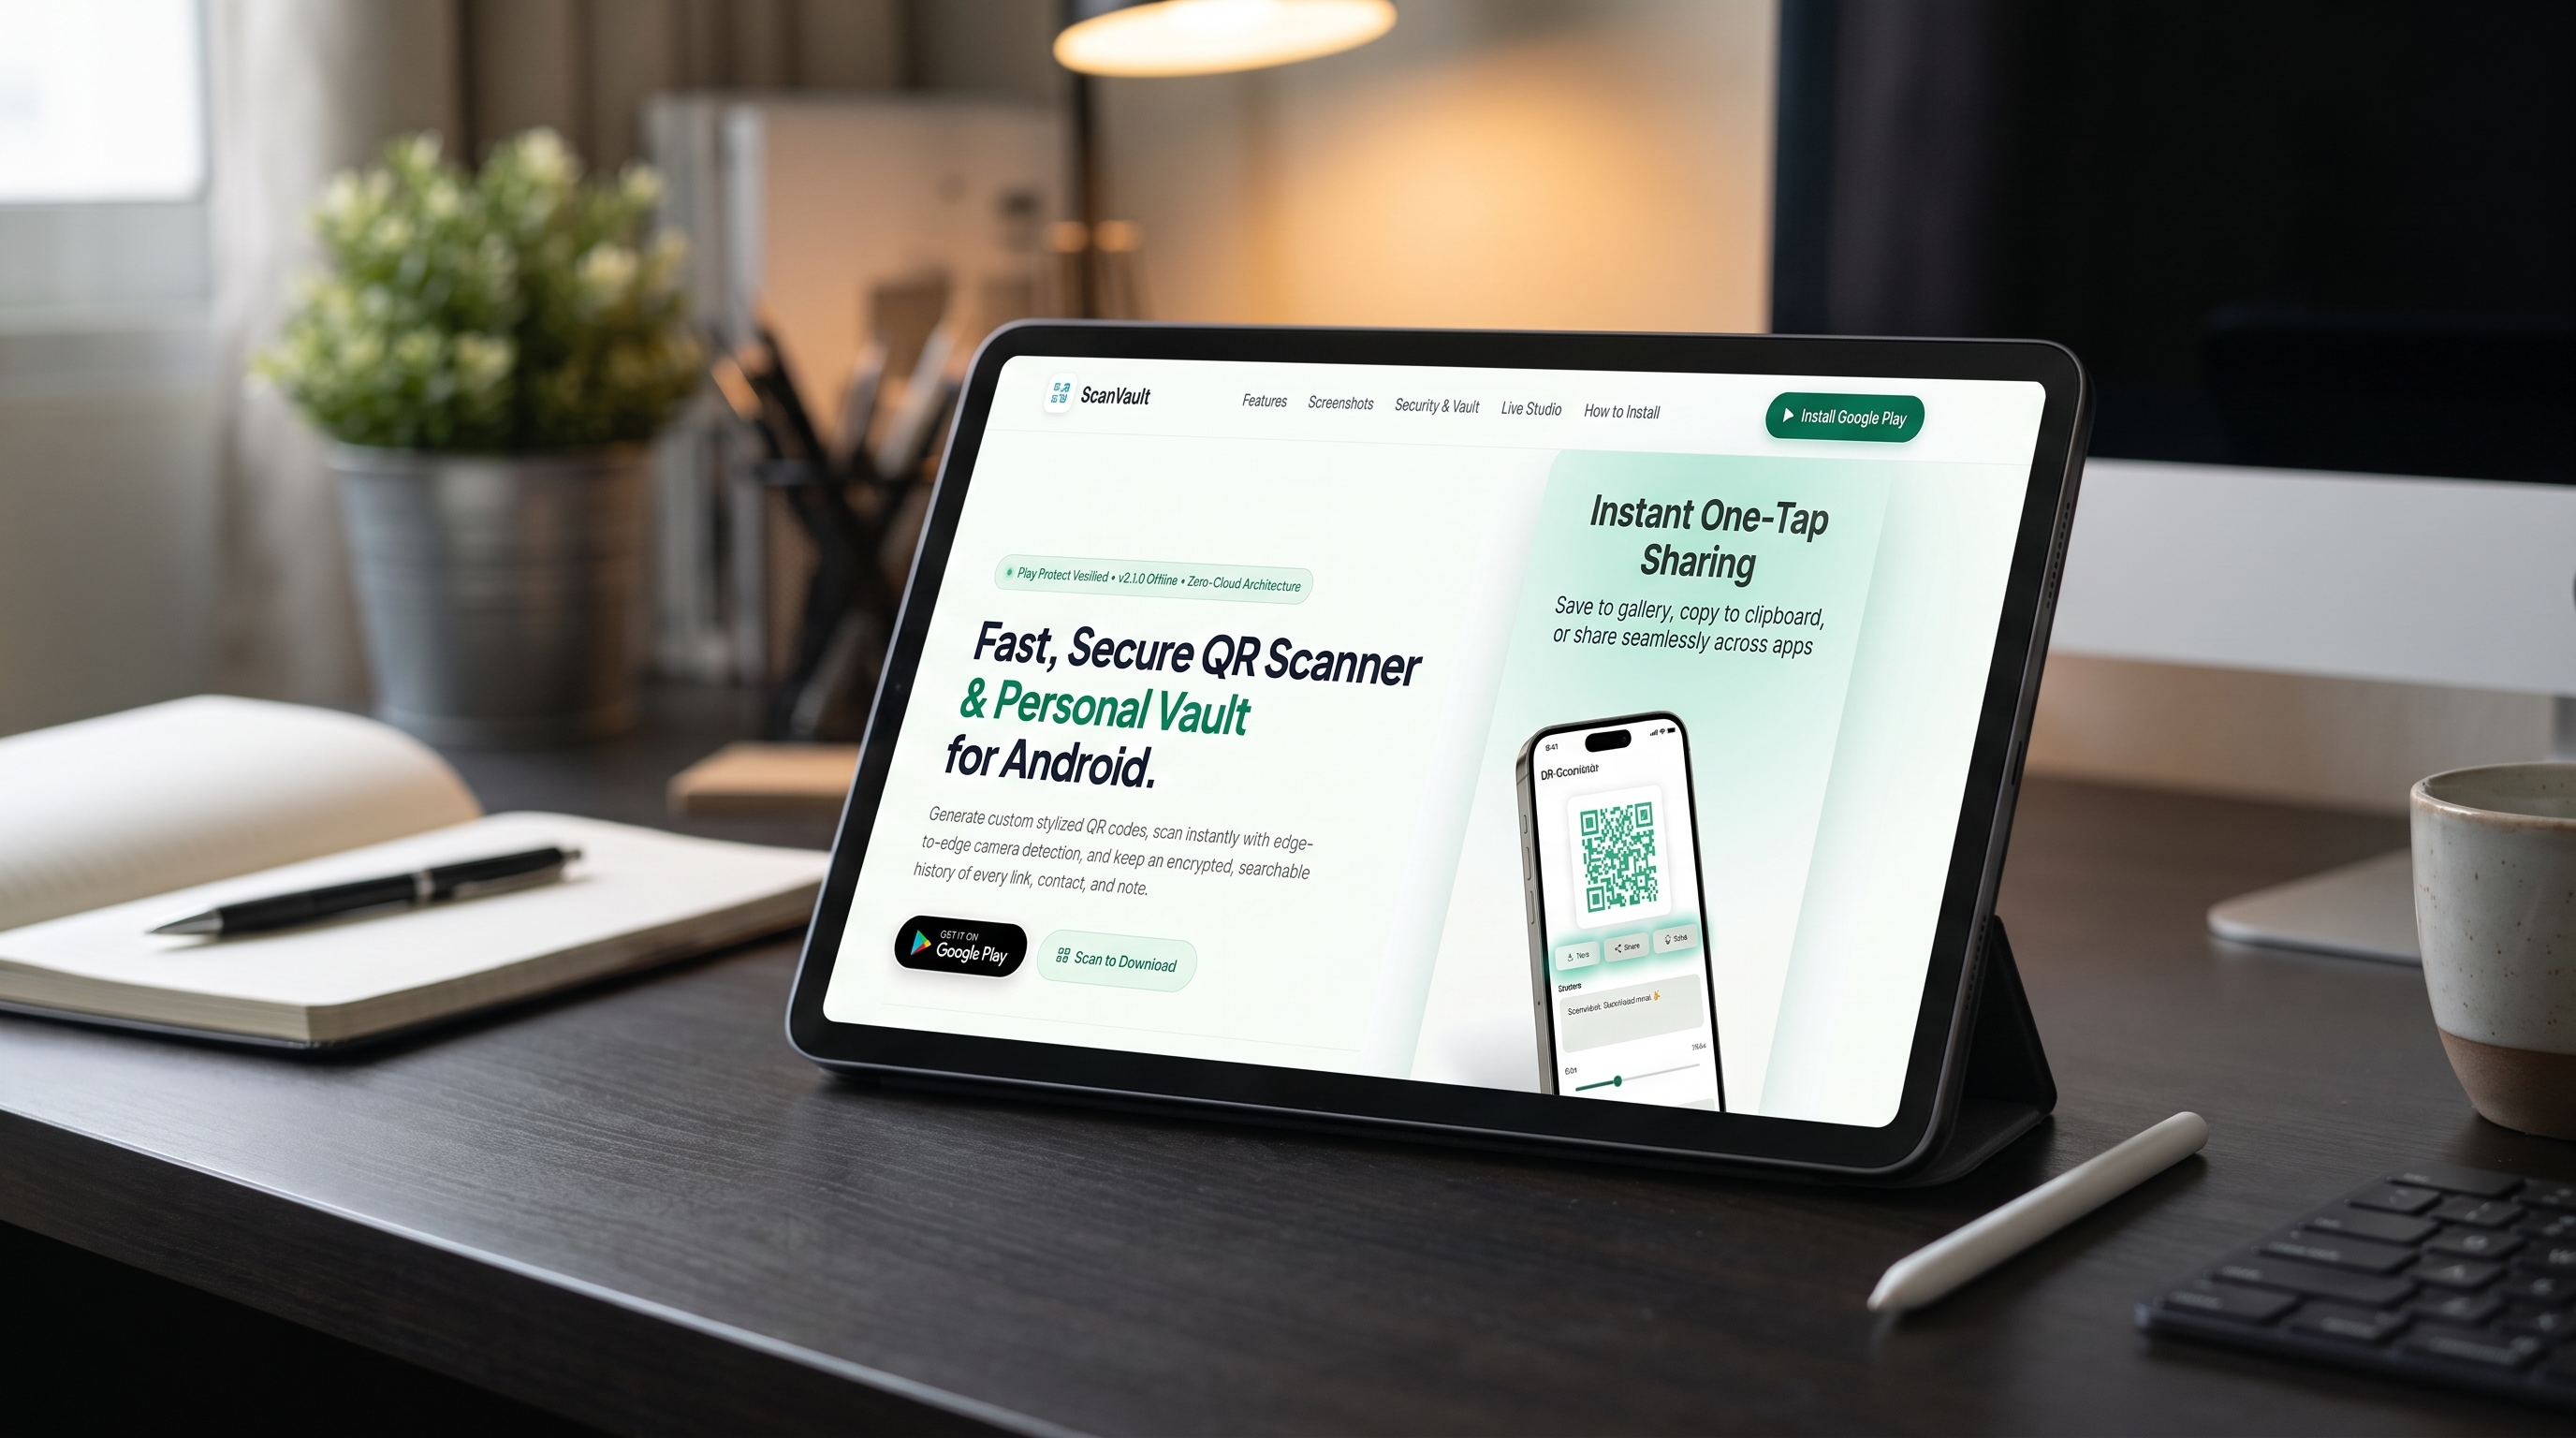 ScanVault
Features Screenshots Security & Vault Live Studio How to Install
Install Google Play
Play Protect Vesilied • v2.1.0 Offiine • Zero-Cloud Architecture
Fast, Secure QR Scanner
& Personal Vault
for Android.
Generate custom stylized QR codes, scan instantly with edge-
to-edge camera detection, and keep an encrypted, searchable
history of every link, contact, and note.
GET IT ON
Google Play
Scan to Download
Instant One-Tap
Sharing
Save to gallery, copy to clipboard,
or share seamlessly across apps
Share